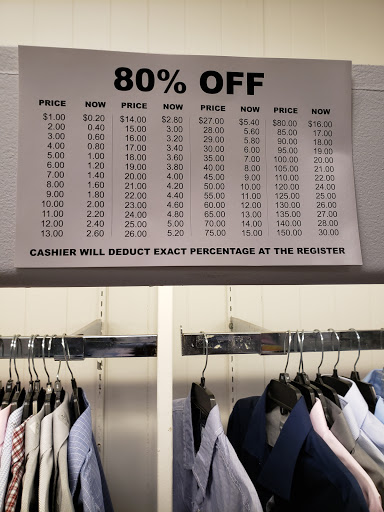 80% OFF
PRICE NOW PRICE NOW PRICE NOW PRICE NOW
$1.00 $0.20 $14.00 $2.80 $27.00 $5.40 $80.00 $16.00
2.00 0.40 15.00 3.00 28.00 5.60 85.00 17.00
3.00 0.60 16.00 3.20 29.00 5.80 90.00 18.00
4.00 0.80 17.00 3.40 30.00 6.00 95.00 19.00
5.00 1.00 18.00 3.60 35.00 7.00 100.00 20.00
6.00 1.20 19.00 3.80 40.00 8.00 105.00 21.00
7.00 1.40 20.00 4.00 45.00 9.00 110.00 22.00
8.00 1.60 21.00 4.20 50.00 10.00 120.00 24.00
9.00 1.80 22.00 4.40 55.00 11.00 125.00 25.00
10.00 2.00 23.00 4.60 60.00 12.00 130.00 26.00
11.00 2.20 24.00 4.80 65.00 13.00 135.00 27.00
12.00 2.40 25.00 5.00 70.00 14.00 140.00 28.00
13.00 2.60 26.00 5.20 75.00 15.00 150.00 30.00
CASHIER WILL DEDUCT EXACT PERCENTAGE AT THE REGISTER